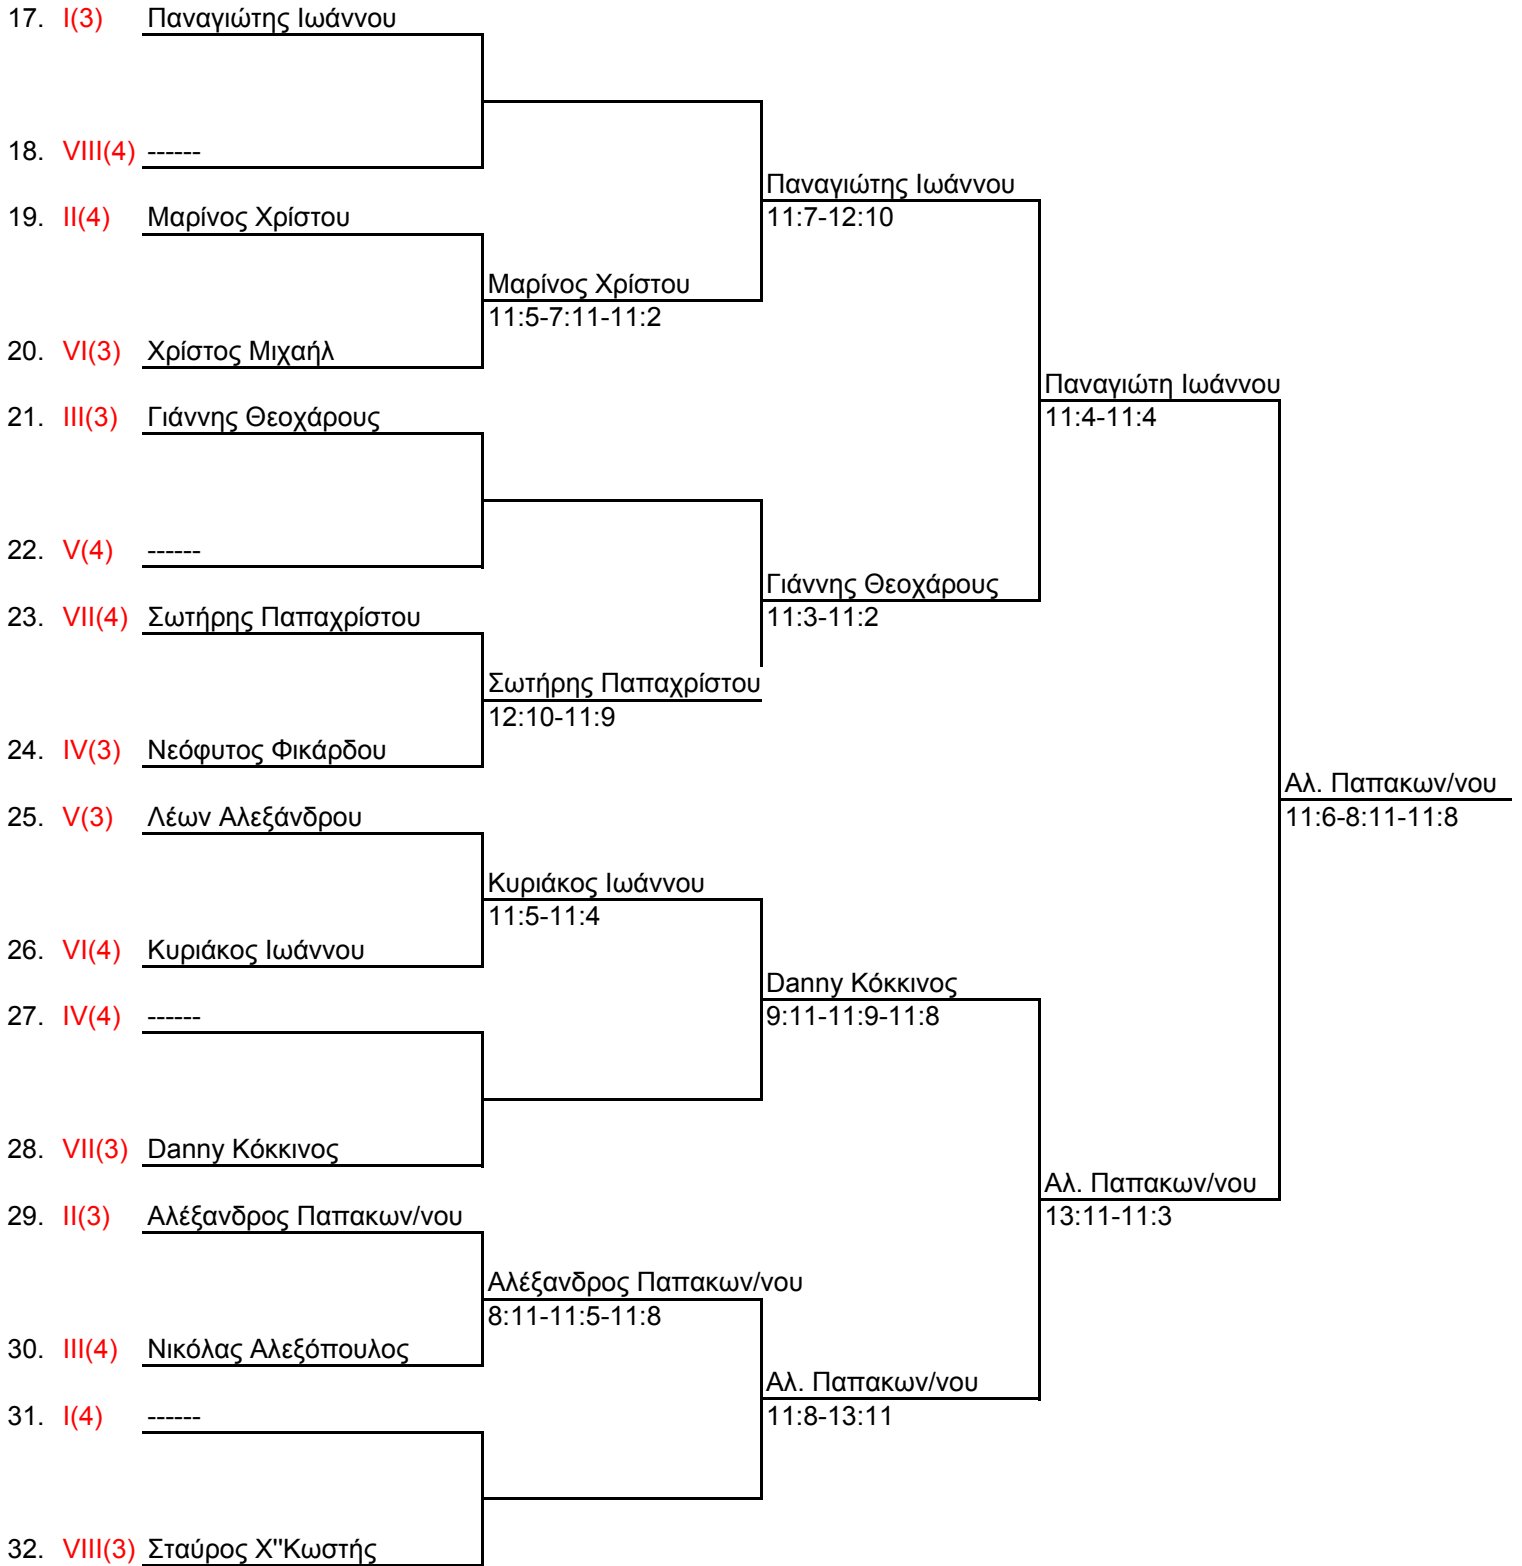 17. I(3) Παναγιώτης Ιωάννου
18. VIII(4) ------
Παναγιώτης Ιωάννου
19. II(4) Μαρίνος Χρίστου
11:7-12:10
Μαρίνος Χρίστου
11:5-7:11-11:2
20. VI(3) Χρίστος Μιχαήλ
Παναγιώτη Ιωάννου
21. III(3) Γιάννης Θεοχάρους
11:4-11:4
22. V(4) ------
Γιάννης Θεοχάρους
23. VII(4) Σωτήρης Παπαχρίστου
11:3-11:2
Σωτήρης Παπαχρίστου
12:10-11:9
24. IV(3) Νεόφυτος Φικάρδου
Αλ. Παπακων/νου
25. V(3) Λέων Αλεξάνδρου
11:6-8:11-11:8
Κυριάκος Ιωάννου
11:5-11:4
26. VI(4) Κυριάκος Ιωάννου
Danny Κόκκινος
27. IV(4) ------
9:11-11:9-11:8
28. VII(3) Danny Κόκκινος
Αλ. Παπακων/νου
29. II(3) Αλέξανδρος Παπακων/νου
13:11-11:3
Αλέξανδρος Παπακων/νου
8:11-11:5-11:8
30. III(4) Νικόλας Αλεξόπουλος
Αλ. Παπακων/νου
31. I(4) ------
11:8-13:11
32. VIII(3) Σταύρος Χ"Κωστής